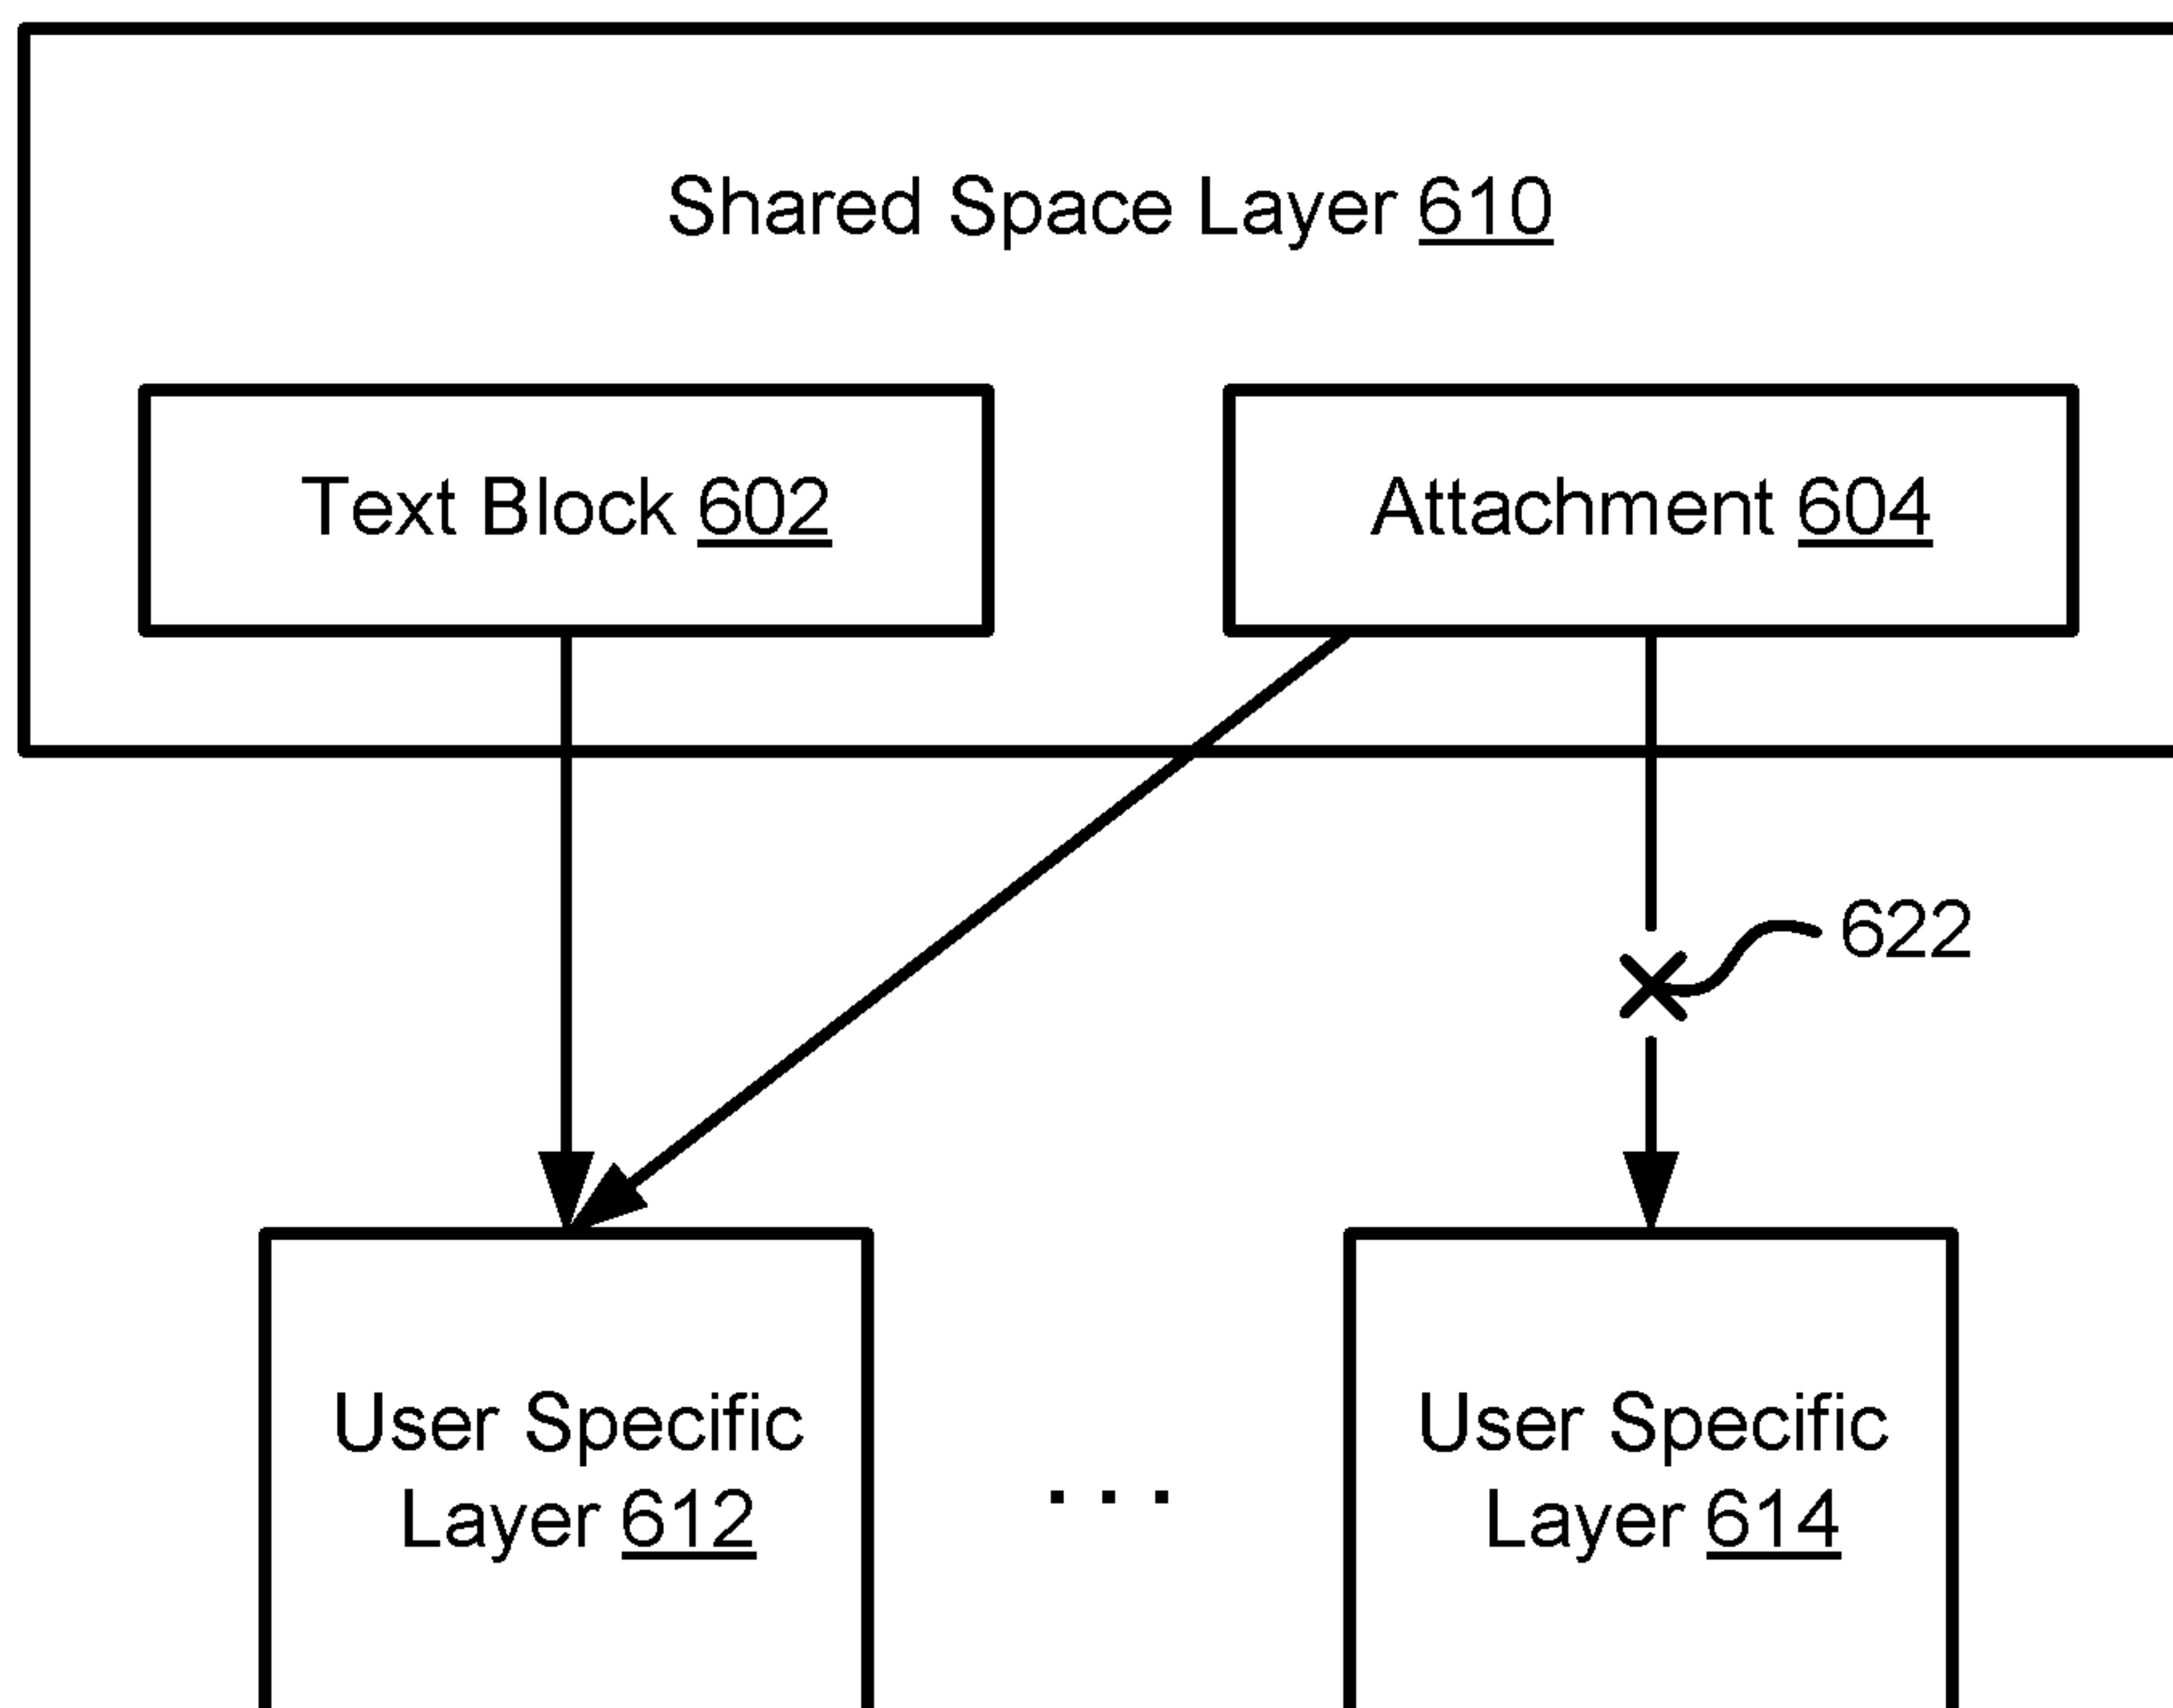 Shared Space Layer 610
Text Block 602
Attachment 604
622
User Specific
Layer 612
. . .
User Specific
Layer 614